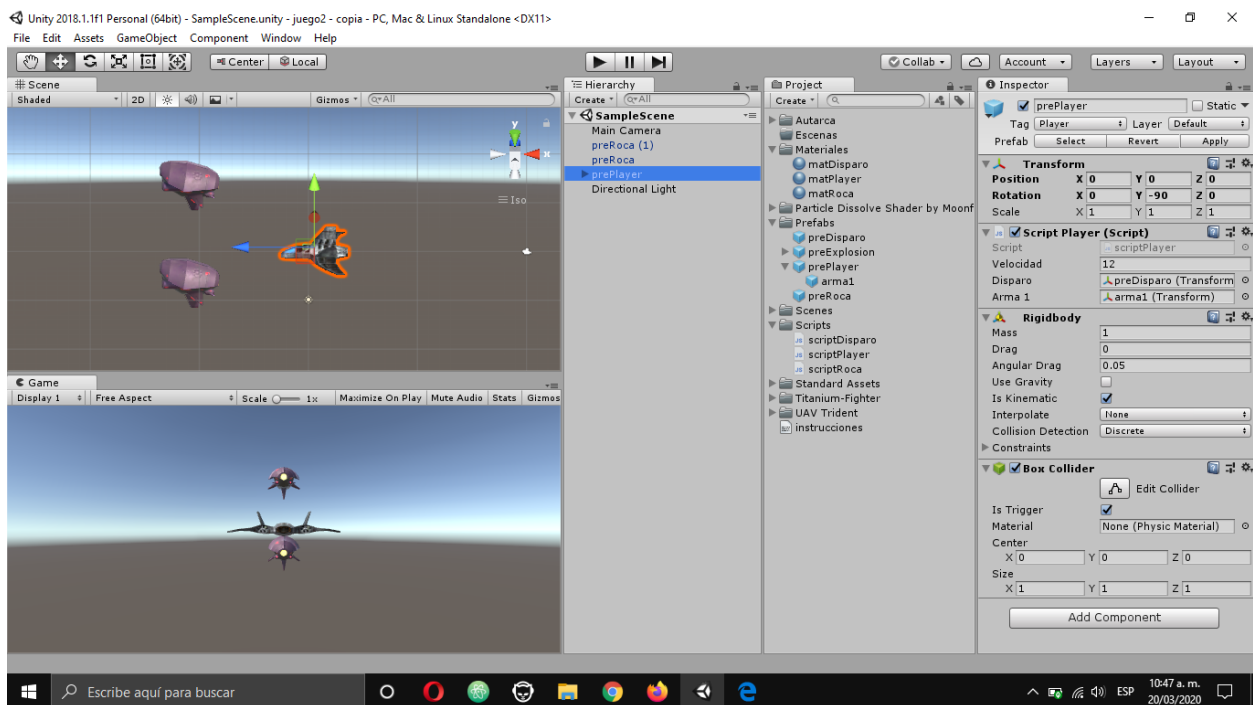 Unity 2018.1.1f1 Personal (64bit) - SampleScene.unity - juego2 - copia - PC, Mac & Linux Standalone <DX11>
File Edit Assets GameObject Component Window Help
Center Local Collab Account Layers Layout
Scene
Shaded 2D Gizmos All
y
x
Iso
Game
Display 1 Free Aspect Scale 1x Maximize On Play Mute Audio Stats Gizmos
Hierarchy
Create All
SampleScene
Main Camera
preRoca (1)
preRoca
prePlayer
Directional Light
Project
Create
Autarca
Escenas
Materiales
matDisparo
matPlayer
matRoca
Particle Dissolve Shader by Moonf
Prefabs
preDisparo
preExplosion
prePlayer
arma1
preRoca
Scenes
Scripts
scriptDisparo
scriptPlayer
scriptRoca
Standard Assets
Titanium-Fighter
UAV Trident
instrucciones
Inspector
prePlayer Static
Tag Player Layer Default
Prefab Select Revert Apply
Transform
Position X 0 Y 0 Z 0
Rotation X 0 Y -90 Z 0
Scale X 1 Y 1 Z 1
Script Player (Script)
Script scriptPlayer
Velocidad 12
Disparo preDisparo (Transform)
Arma 1 arma1 (Transform)
Rigidbody
Mass 1
Drag 0
Angular Drag 0.05
Use Gravity
Is Kinematic
Interpolate None
Collision Detection Discrete
Constraints
Box Collider
Edit Collider
Is Trigger
Material None (Physic Material)
Center
X 0 Y 0 Z 0
Size
X 1 Y 1 Z 1
Add Component
Escribe aquí para buscar
ESP
10:47 a. m.
20/03/2020